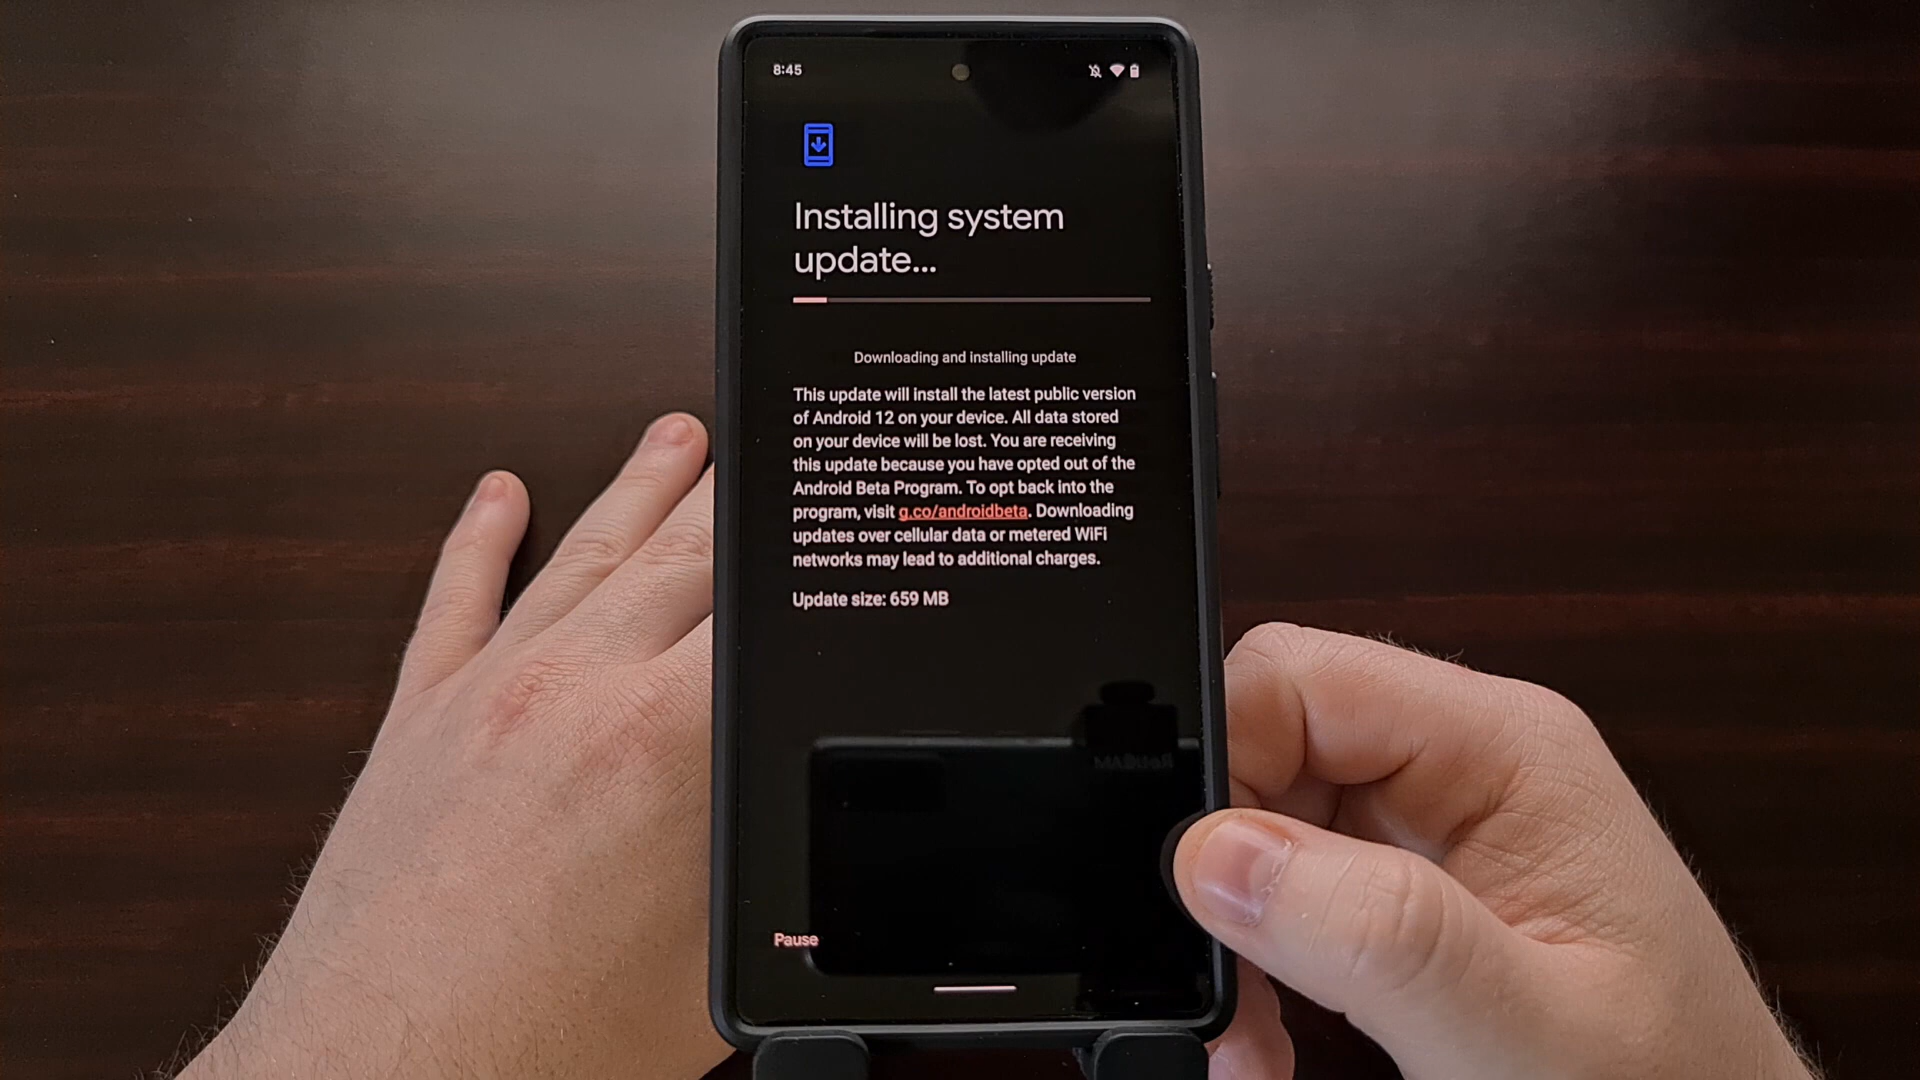 8:45
Installing system
update...
Downloading and installing update
This update will install the latest public version
of Android 12 on your device. All data stored
on your device will be lost. You are receiving
this update because you have opted out of the
Android Beta Program. To opt back into the
program, visit g.co/androidbeta. Downloading
updates over cellular data or metered WiFi
networks may lead to additional charges.
Update size: 659 MB
Pause